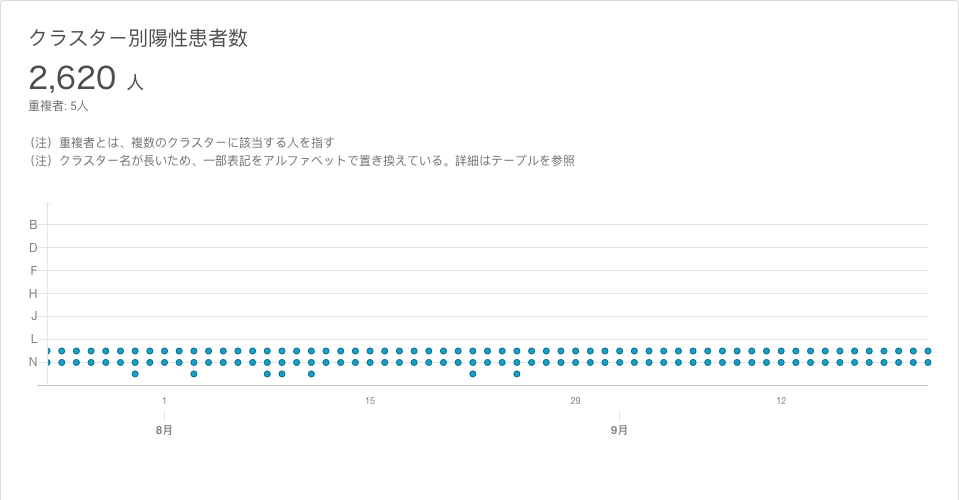 クラスター別陽性患者数
2,620 人
重複者: 5人
（注）重複者とは、複数のクラスターに該当する人を指す
（注）クラスター名が長いため、一部表記をアルファベットで置き換えている。詳細はテーブルを参照
B
D
F
H
J
L
N
1 15 29 12
8月 9月